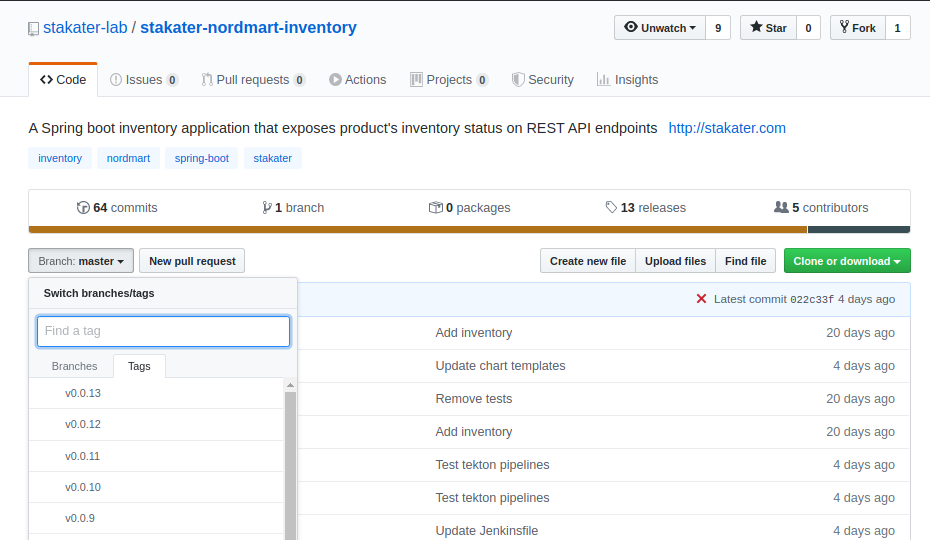 stakater-lab / stakater-nordmart-inventory
Unwatch 9 Star 0 Fork 1
Code Issues 0 Pull requests 0 Actions Projects 0 Security Insights
A Spring boot inventory application that exposes product's inventory status on REST API endpoints http://stakater.com
inventory nordmart spring-boot stakater
64 commits 1 branch 0 packages 13 releases 5 contributors
Branch: master New pull request Create new file Upload files Find file Clone or download
Switch branches/tags
Latest commit 022c33f 4 days ago
Find a tag
Add inventory 20 days ago
Branches Tags
Update chart templates 4 days ago
v0.0.13
Remove tests 20 days ago
v0.0.12
Add inventory 20 days ago
v0.0.11
Test tekton pipelines 4 days ago
v0.0.10
Test tekton pipelines 4 days ago
v0.0.9
Update Jenkinsfile 4 days ago